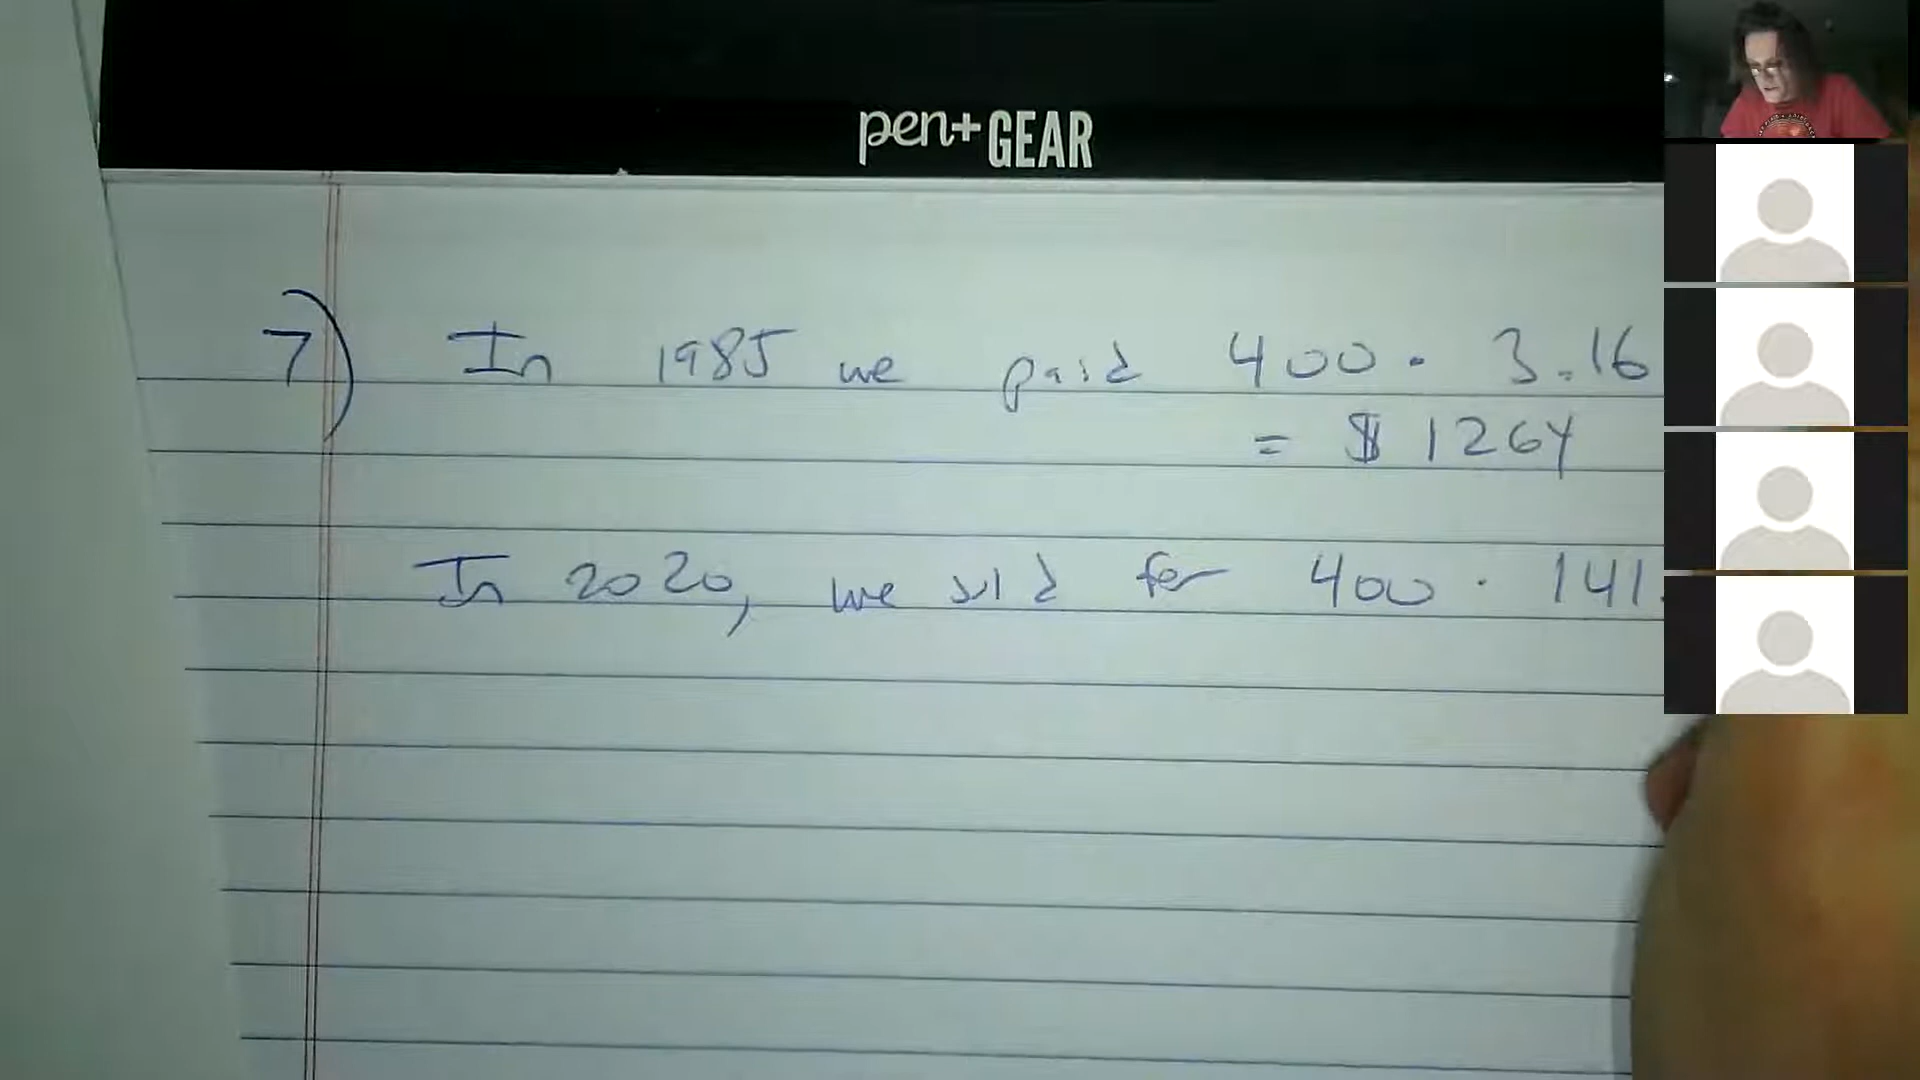 pen+ GEAR
7) In 1985 we paid 400 · 3.16
= $ 1264
In 2020, we sold for 400 · 141.